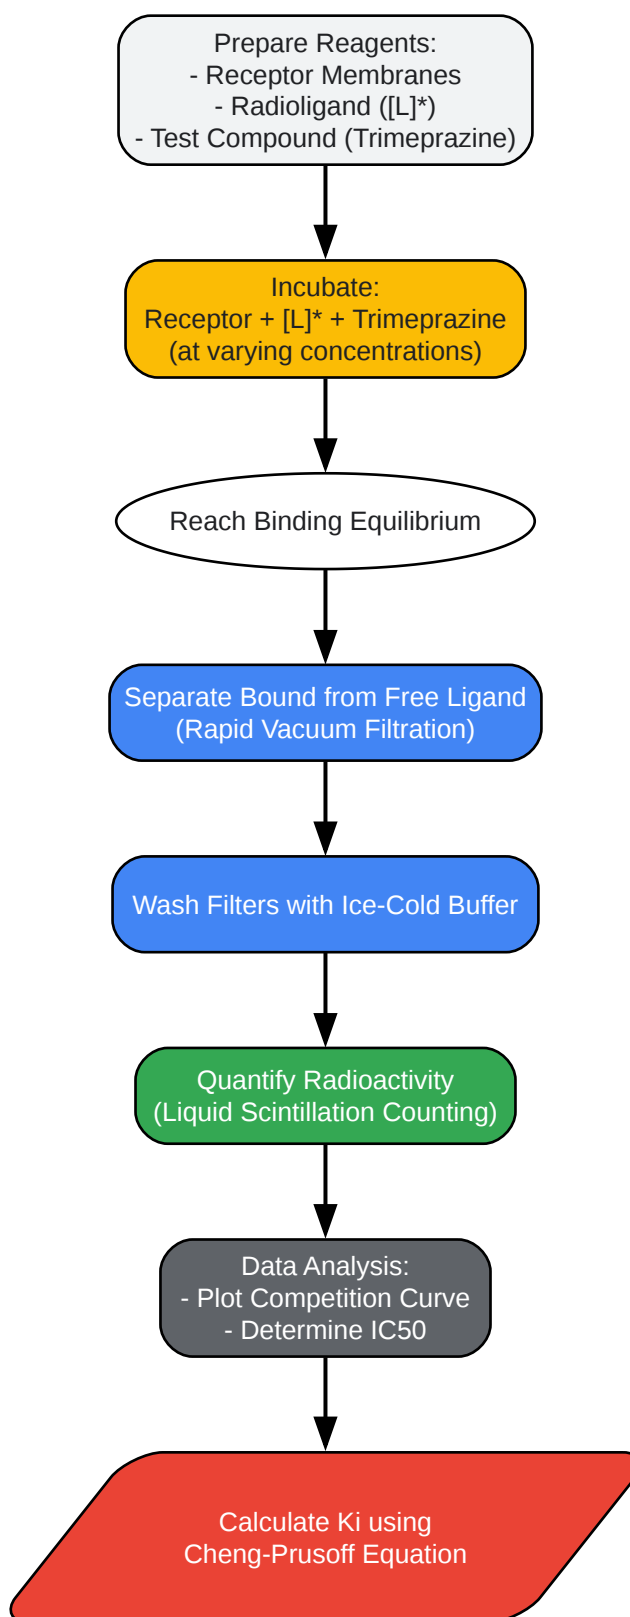 Prepare Reagents:
- Receptor Membranes
- Radioligand ([L]*)
- Test Compound (Trimeprazine)
Incubate:
Receptor + [L]* + Trimeprazine
(at varying concentrations)
Reach Binding Equilibrium
Separate Bound from Free Ligand
(Rapid Vacuum Filtration)
Wash Filters with Ice-Cold Buffer
Quantify Radioactivity
(Liquid Scintillation Counting)
Data Analysis:
- Plot Competition Curve
- Determine IC50
Calculate Ki using
Cheng-Prusoff Equation